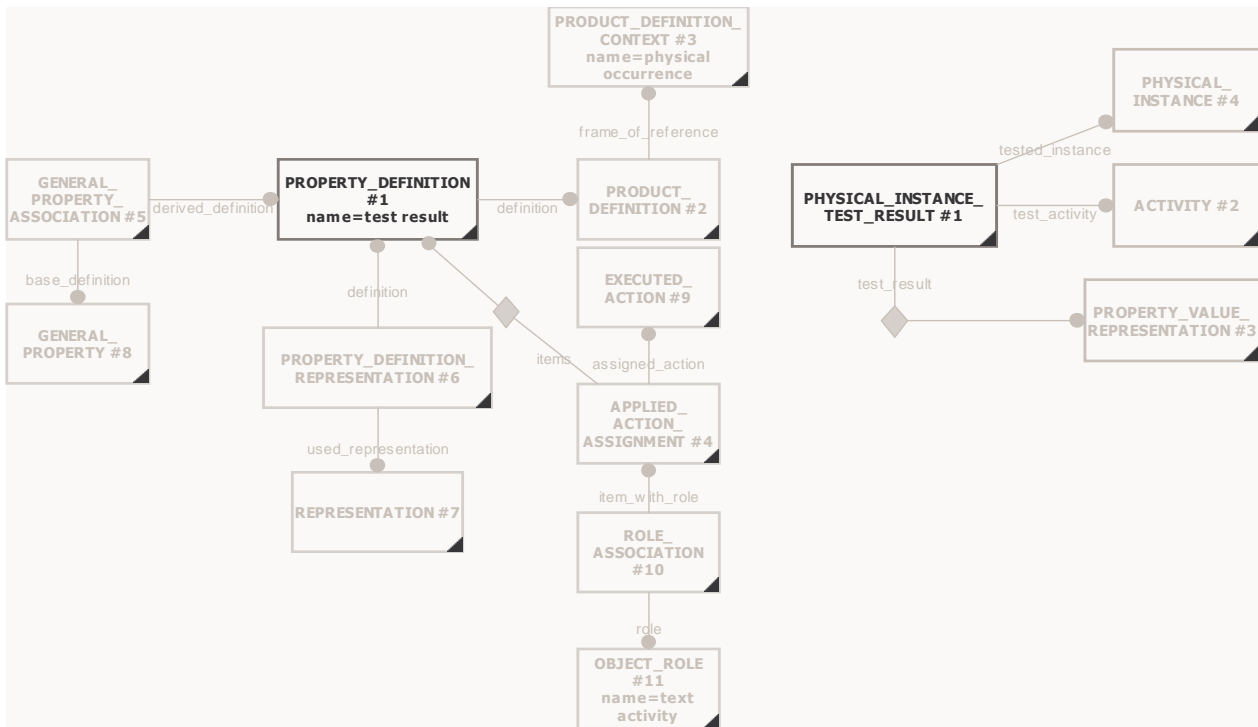 PRODUCT_DEFINITION_
CONTEXT #3
name=physical
occurrence
frame_of_reference
GENERAL_
PROPERTY_
ASSOCIATION #5
derived_definition
PROPERTY_DEFINITION
#1
name=test result
definition
PRODUCT_
DEFINITION #2
base_definition
GENERAL_
PROPERTY #8
definition
EXECUTED_
ACTION #9
items
assigned_action
PROPERTY_DEFINITION_
REPRESENTATION #6
APPLIED_
ACTION_
ASSIGNMENT #4
used_representation
REPRESENTATION #7
item_with_role
ROLE_
ASSOCIATION
#10
role
OBJECT_ROLE
#11
name=text
activity
PHYSICAL_
INSTANCE #4
tested_instance
PHYSICAL_INSTANCE_
TEST_RESULT #1
test_activity
ACTIVITY #2
test_result
PROPERTY_VALUE_
REPRESENTATION #3